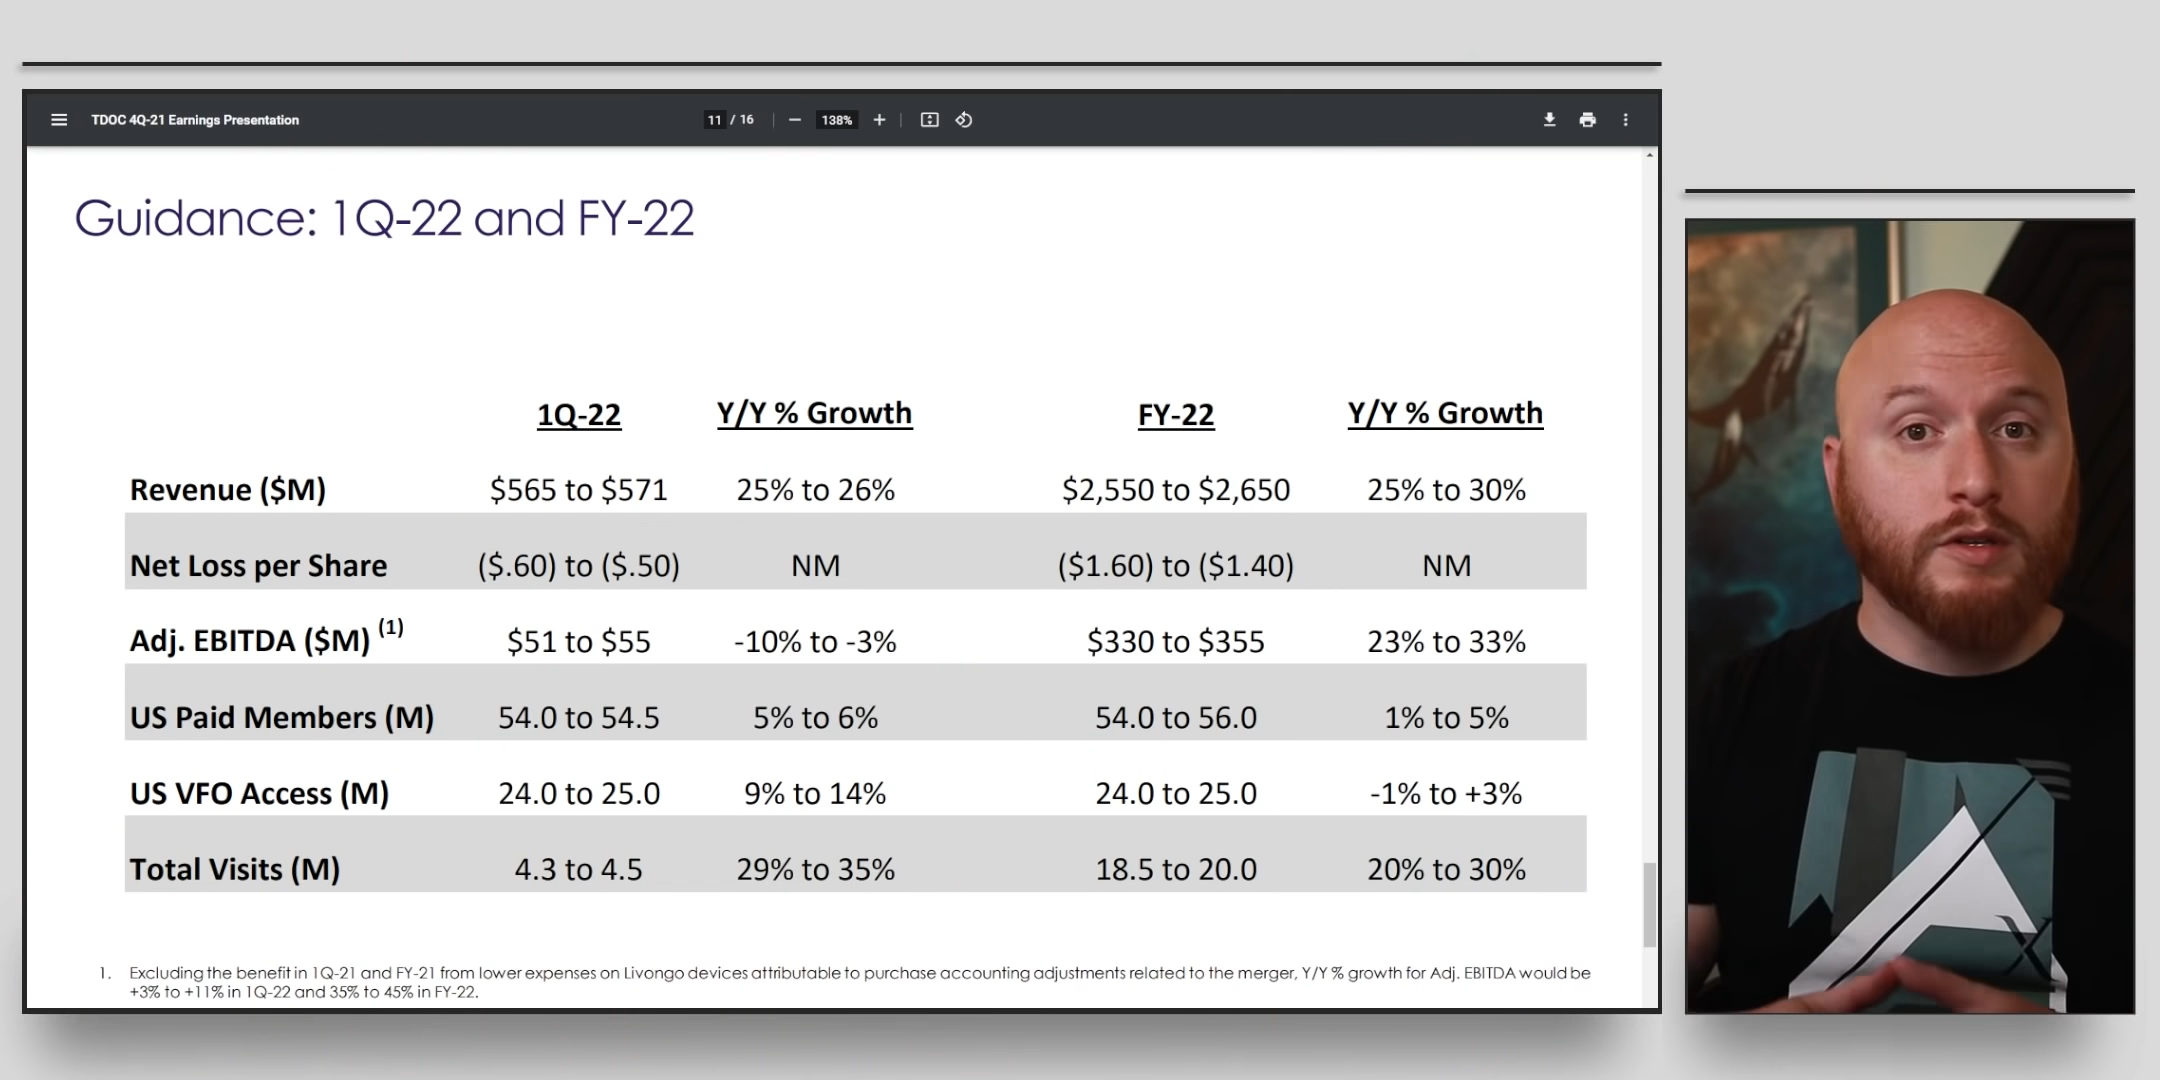 TDOC 4Q-21 Earnings Presentation
11 / 16
138%
Guidance: 1Q-22 and FY-22
1Q-22 Y/Y % Growth FY-22 Y/Y % Growth
Revenue ($M) $565 to $571 25% to 26% $2,550 to $2,650 25% to 30%
Net Loss per Share ($.60) to ($.50) NM ($1.60) to ($1.40) NM
Adj. EBITDA ($M) (1) $51 to $55 -10% to -3% $330 to $355 23% to 33%
US Paid Members (M) 54.0 to 54.5 5% to 6% 54.0 to 56.0 1% to 5%
US VFO Access (M) 24.0 to 25.0 9% to 14% 24.0 to 25.0 -1% to +3%
Total Visits (M) 4.3 to 4.5 29% to 35% 18.5 to 20.0 20% to 30%
1. Excluding the benefit in 1Q-21 and FY-21 from lower expenses on Livongo devices attributable to purchase accounting adjustments related to the merger, Y/Y % growth for Adj. EBITDA would be
+3% to +11% in 1Q-22 and 35% to 45% in FY-22.